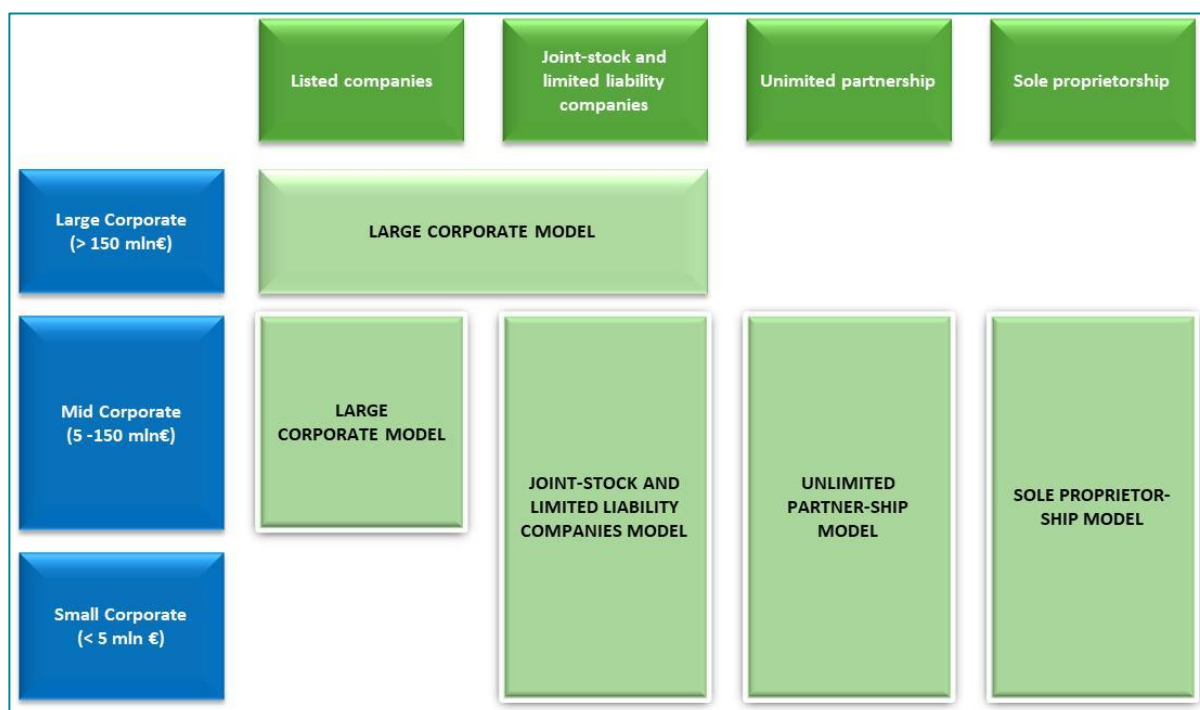 Listed companies
Joint-stock and
limited liability
companies
Unimited partnership
Sole proprietorship
Large Corporate
(> 150 mln€)
LARGE CORPORATE MODEL
Mid Corporate
(5 -150 mln€)
LARGE
CORPORATE MODEL
JOINT-STOCK AND
LIMITED LIABILITY
COMPANIES MODEL
UNLIMITED
PARTNER-SHIP
MODEL
SOLE PROPRIETOR-
SHIP MODEL
Small Corporate
(< 5 mln €)